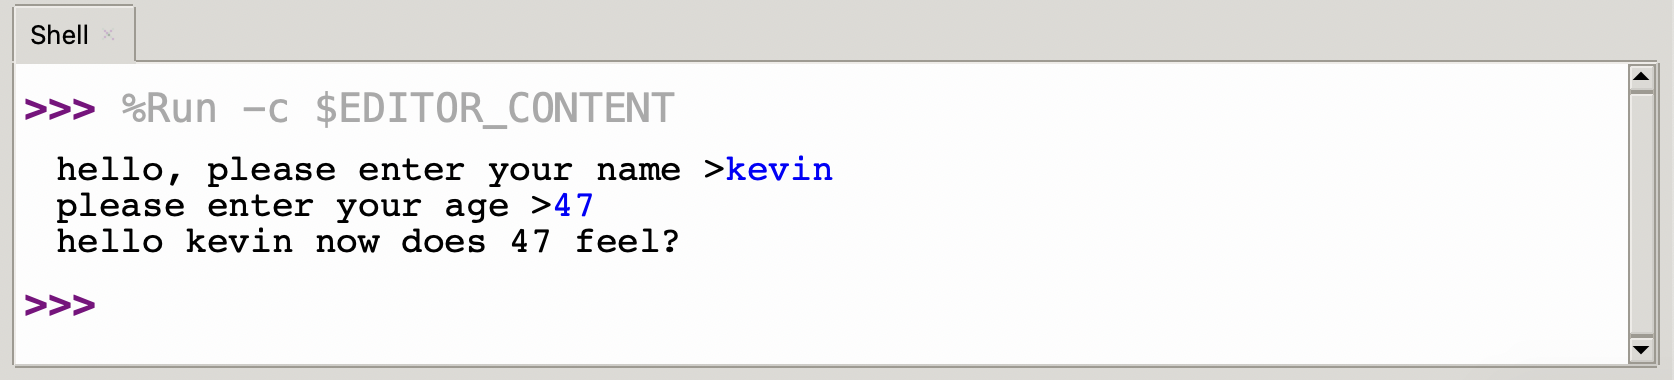 Shell
>>> %Run -c $EDITOR_CONTENT
hello, please enter your name >kevin
please enter your age >47
hello kevin now does 47 feel?
>>>